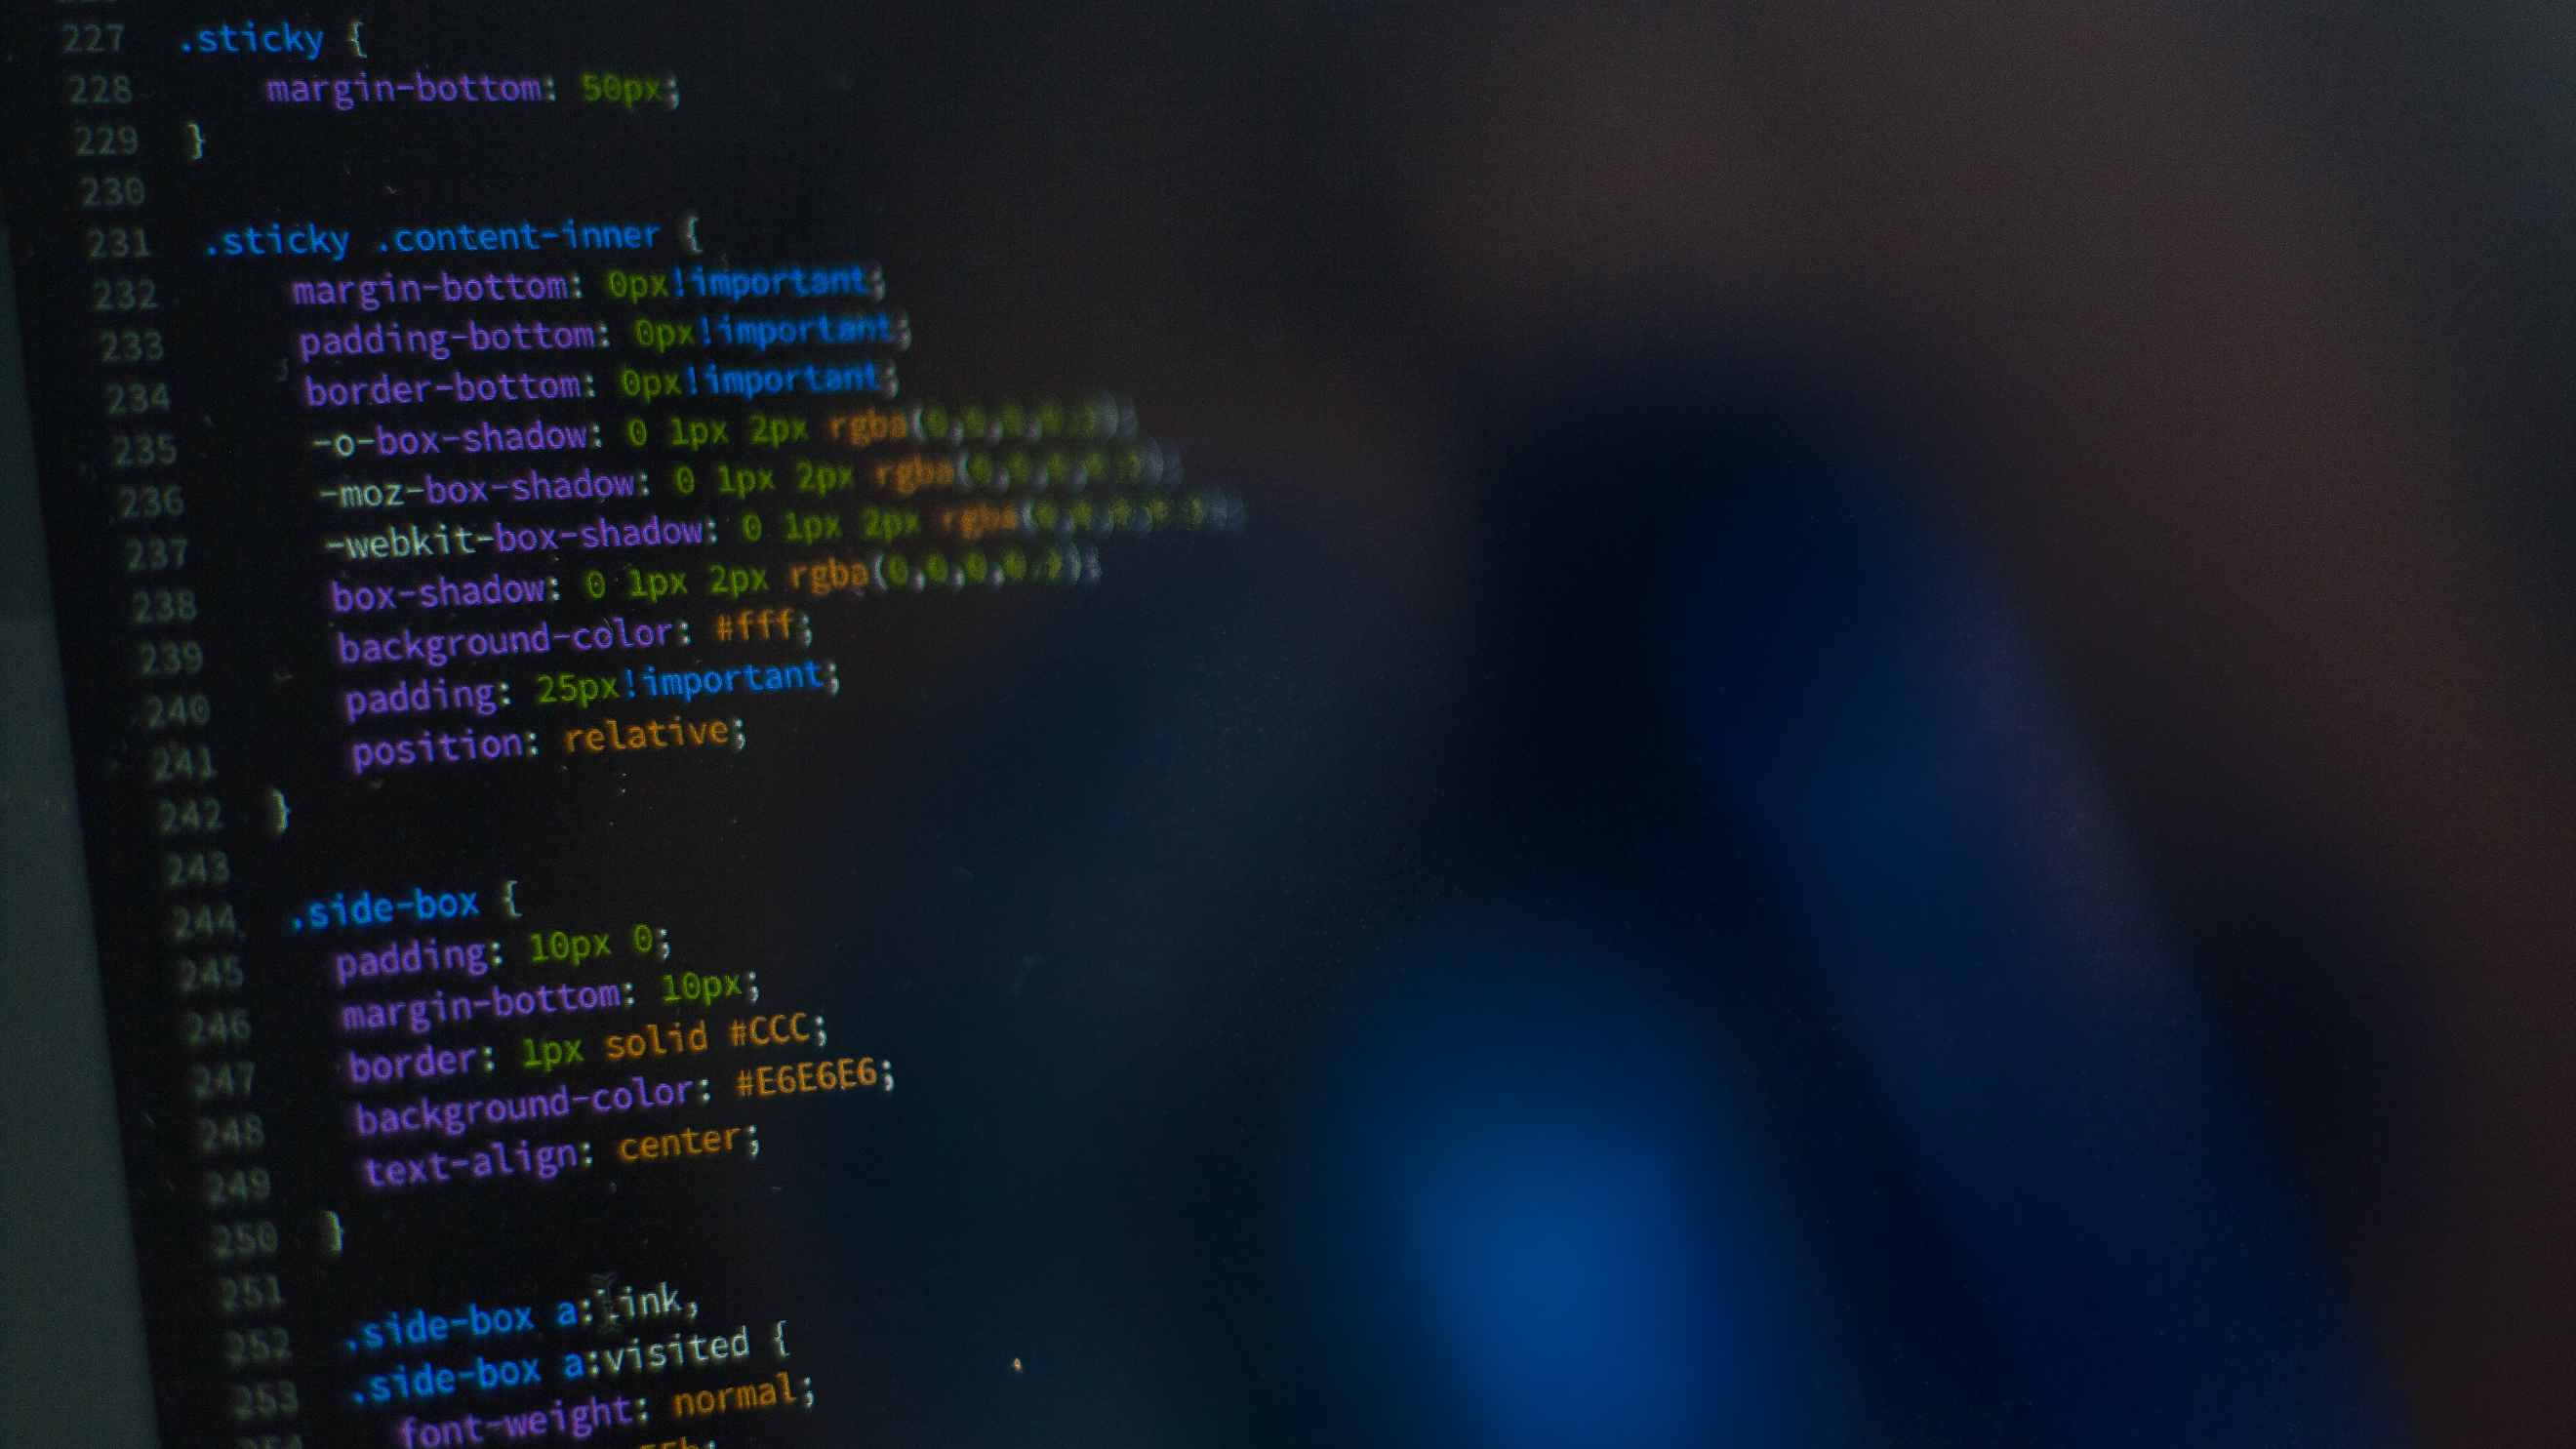 227 .sticky {
228 margin-bottom: 50px;
229 }
230
231 .sticky .content-inner {
232 margin-bottom: 0px!important;
233 padding-bottom: 0px!important;
234 border-bottom: 0px!important;
235 -o-box-shadow: 0 1px 2px rgba(
236 -moz-box-shadow: 0 1px 2px rgba(
237 -webkit-box-shadow: 0 1px 2px rgba(
238 box-shadow: 0 1px 2px rgba(0,0,0,
239 background-color: #fff;
240 padding: 25px!important;
241 position: relative;
242 }
243
244 .side-box {
245 padding: 10px 0;
246 margin-bottom: 10px;
247 border: 1px solid #CCC;
248 background-color: #E6E6E6;
249 text-align: center;
250 }
251
252 .side-box a:link,
253 .side-box a:visited {
font-weight: normal;